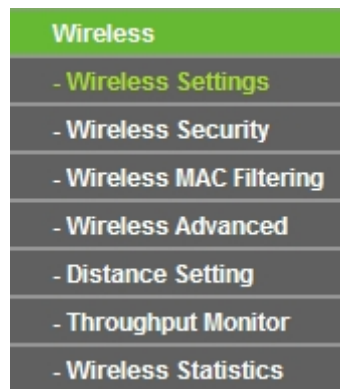 Wireless
- Wireless Settings
- Wireless Security
- Wireless MAC Filtering
- Wireless Advanced
- Distance Setting
- Throughput Monitor
- Wireless Statistics